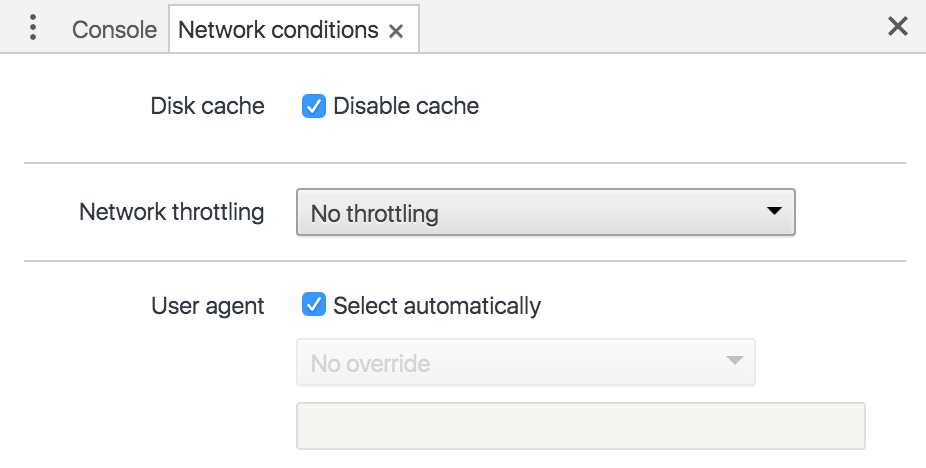 Console Network conditions
Disk cache Disable cache
Network throttling No throttling
User agent Select automatically
No override